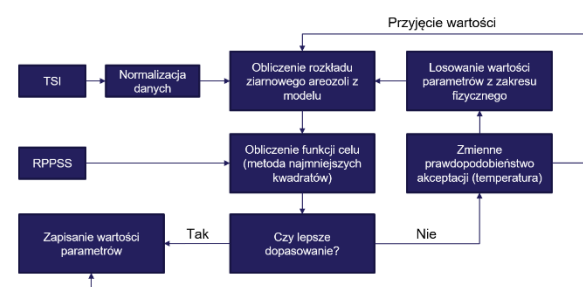 Przyjęcie wartości
TSI
Normalizacja
danych
Obliczenie rozkładu
ziarnowego areozoli z
modelu
Losowanie wartości
parametrów z zakresu
fizycznego
RPPSS
Obliczenie funkcji celu
(metoda najmniejszych
kwadratów)
Zmienne
prawdopodobieństwo
akceptacji (temperatura)
Zapisanie wartości
parametrów
Tak
Czy lepsze
dopasowanie?
Nie